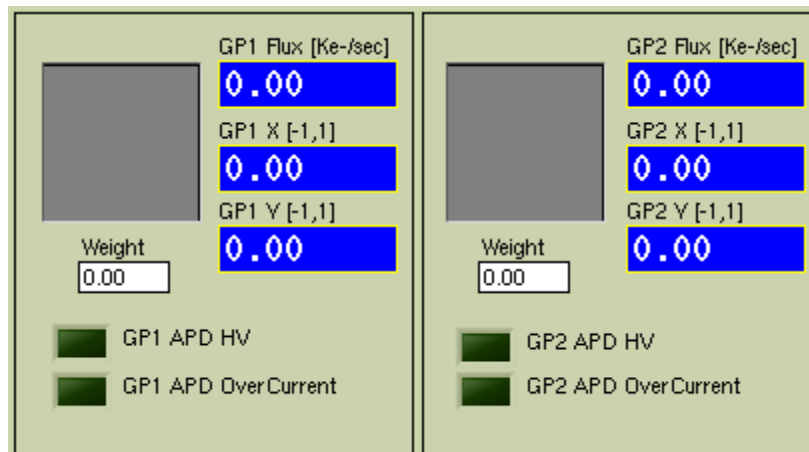 GP1 Flux [Ke-/sec]
0.00
GP1 X [-1,1]
0.00
GP1 Y [-1,1]
0.00
Weight
0.00
GP1 APD HV
GP1 APD OverCurrent
GP2 Flux [Ke-/sec]
0.00
GP2 X [-1,1]
0.00
GP2 Y [-1,1]
0.00
Weight
0.00
GP2 APD HV
GP2 APD OverCurrent